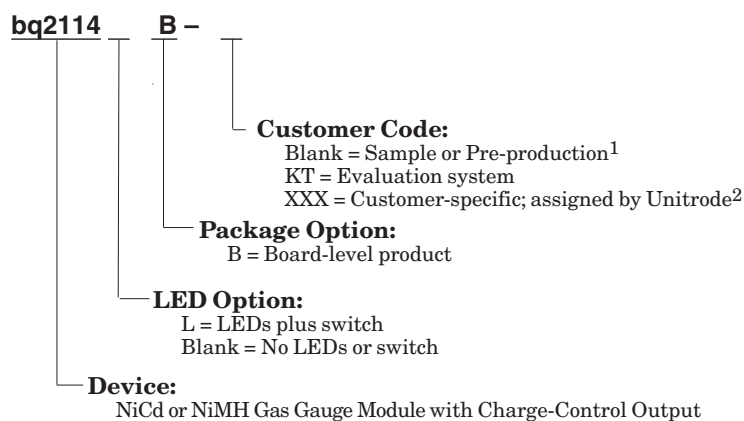 bq2114 _ B – _
Customer Code:
Blank = Sample or Pre-production1
KT = Evaluation system
XXX = Customer-specific; assigned by Unitrode2
Package Option:
B = Board-level product
LED Option:
L = LEDs plus switch
Blank = No LEDs or switch
Device:
NiCd or NiMH Gas Gauge Module with Charge-Control Output